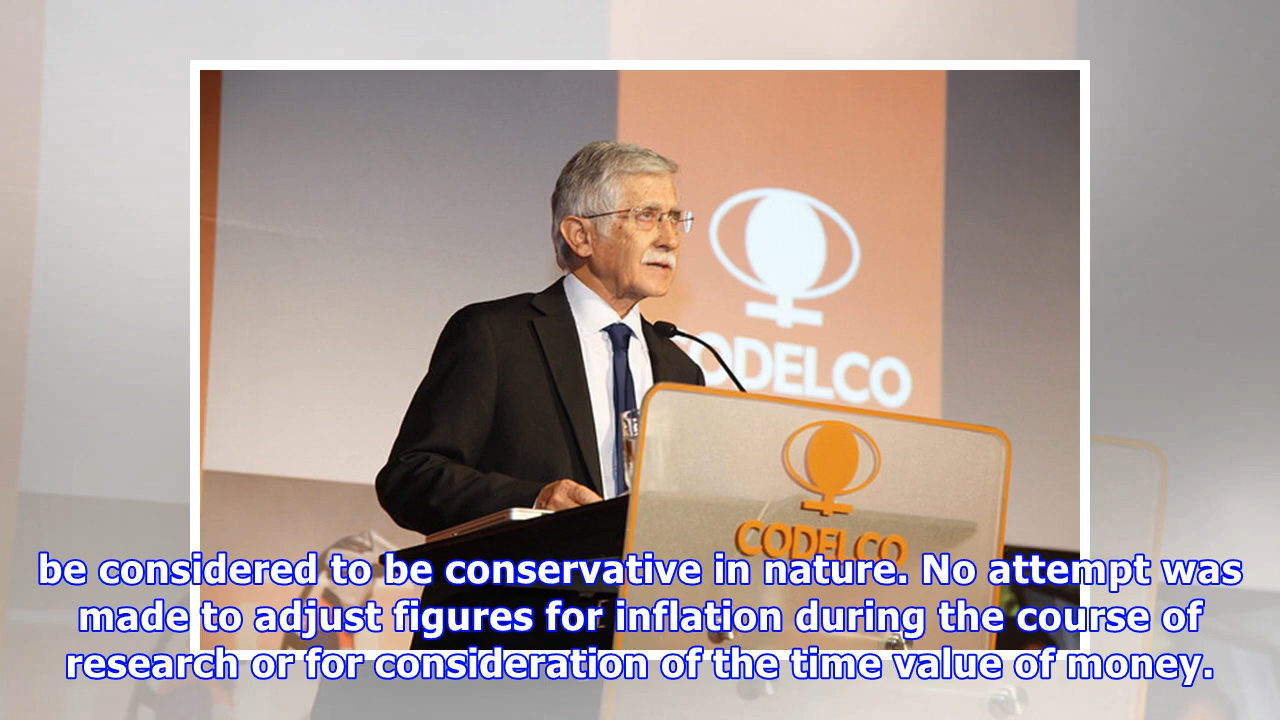 CODELCO
CODELCO
be considered to be conservative in nature. No attempt was
made to adjust figures for inflation during the course of
research or for consideration of the time value of money.